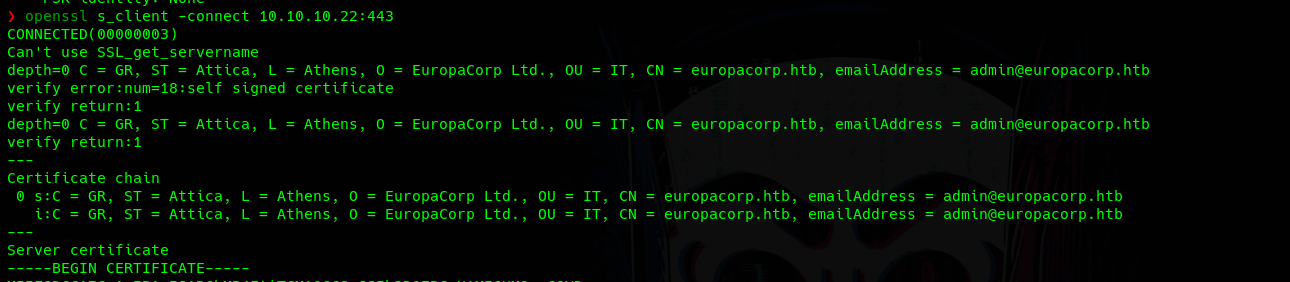 ❯ openssl s_client -connect 10.10.10.22:443
CONNECTED(00000003)
Can't use SSL_get_servername
depth=0 C = GR, ST = Attica, L = Athens, O = EuropaCorp Ltd., OU = IT, CN = europacorp.htb, emailAddress = admin@europacorp.htb
verify error:num=18:self signed certificate
verify return:1
depth=0 C = GR, ST = Attica, L = Athens, O = EuropaCorp Ltd., OU = IT, CN = europacorp.htb, emailAddress = admin@europacorp.htb
verify return:1
---
Certificate chain
 0 s:C = GR, ST = Attica, L = Athens, O = EuropaCorp Ltd., OU = IT, CN = europacorp.htb, emailAddress = admin@europacorp.htb
   i:C = GR, ST = Attica, L = Athens, O = EuropaCorp Ltd., OU = IT, CN = europacorp.htb, emailAddress = admin@europacorp.htb
---
Server certificate
-----BEGIN CERTIFICATE-----